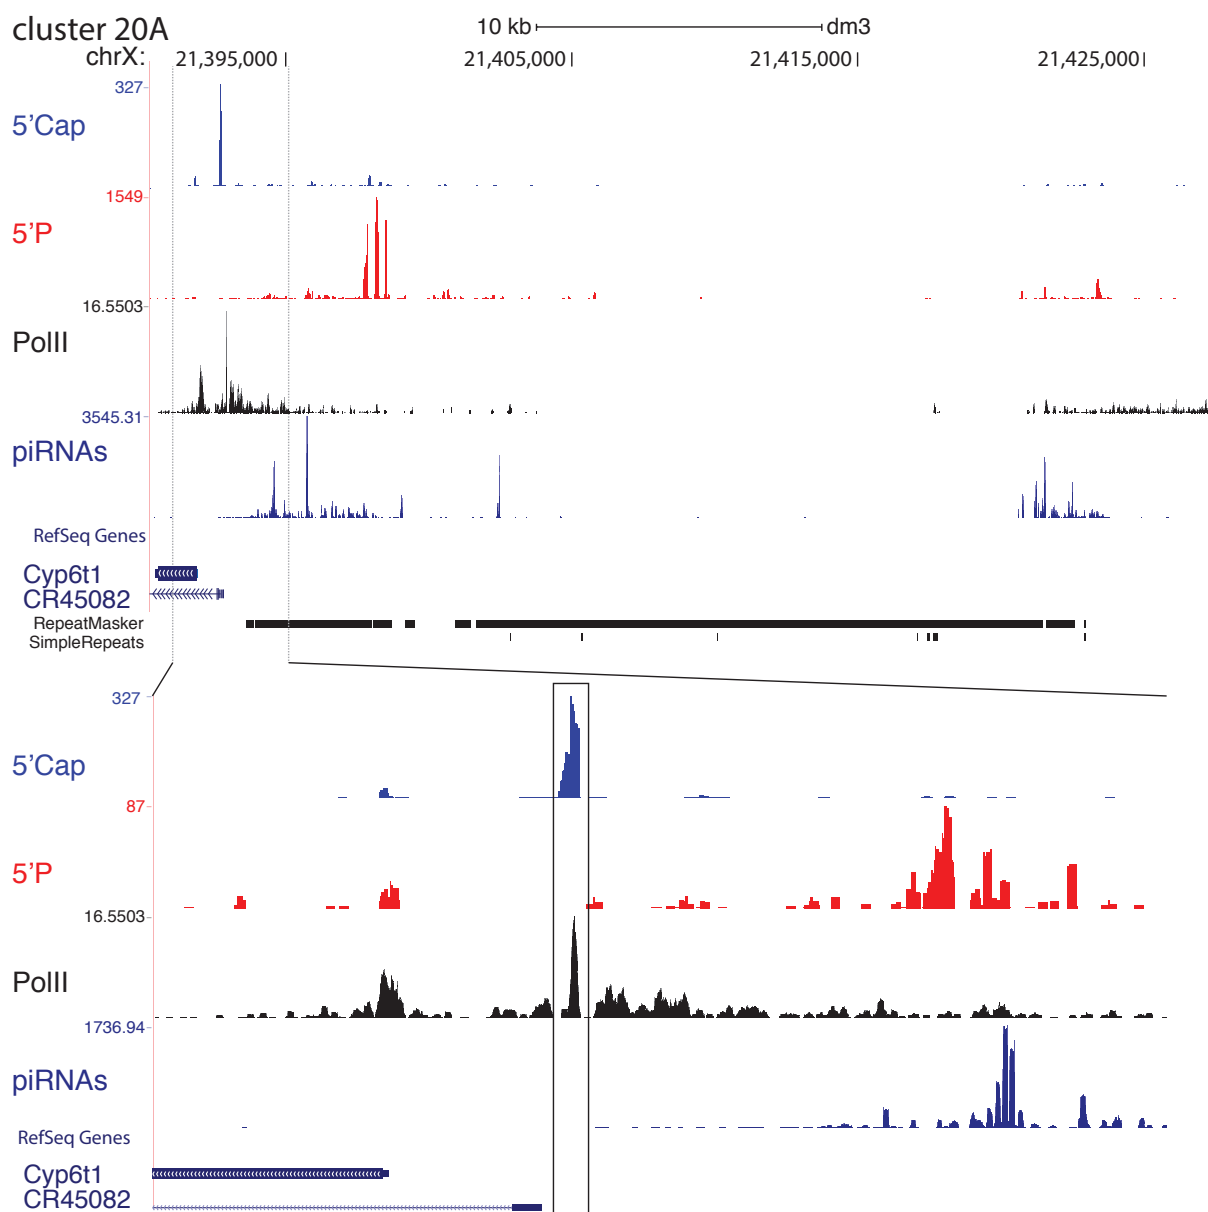 cluster 20A
10 kb dm3
chrX: 21,395,000 21,405,000 21,415,000 21,425,000
327
5'Cap
1549
5'P
16.5503
PolII
3545.31
piRNAs
RefSeq Genes
Cyp6t1
CR45082
RepeatMasker
SimpleRepeats
327
5'Cap
87
5'P
16.5503
PolII
1736.94
piRNAs
RefSeq Genes
Cyp6t1
CR45082